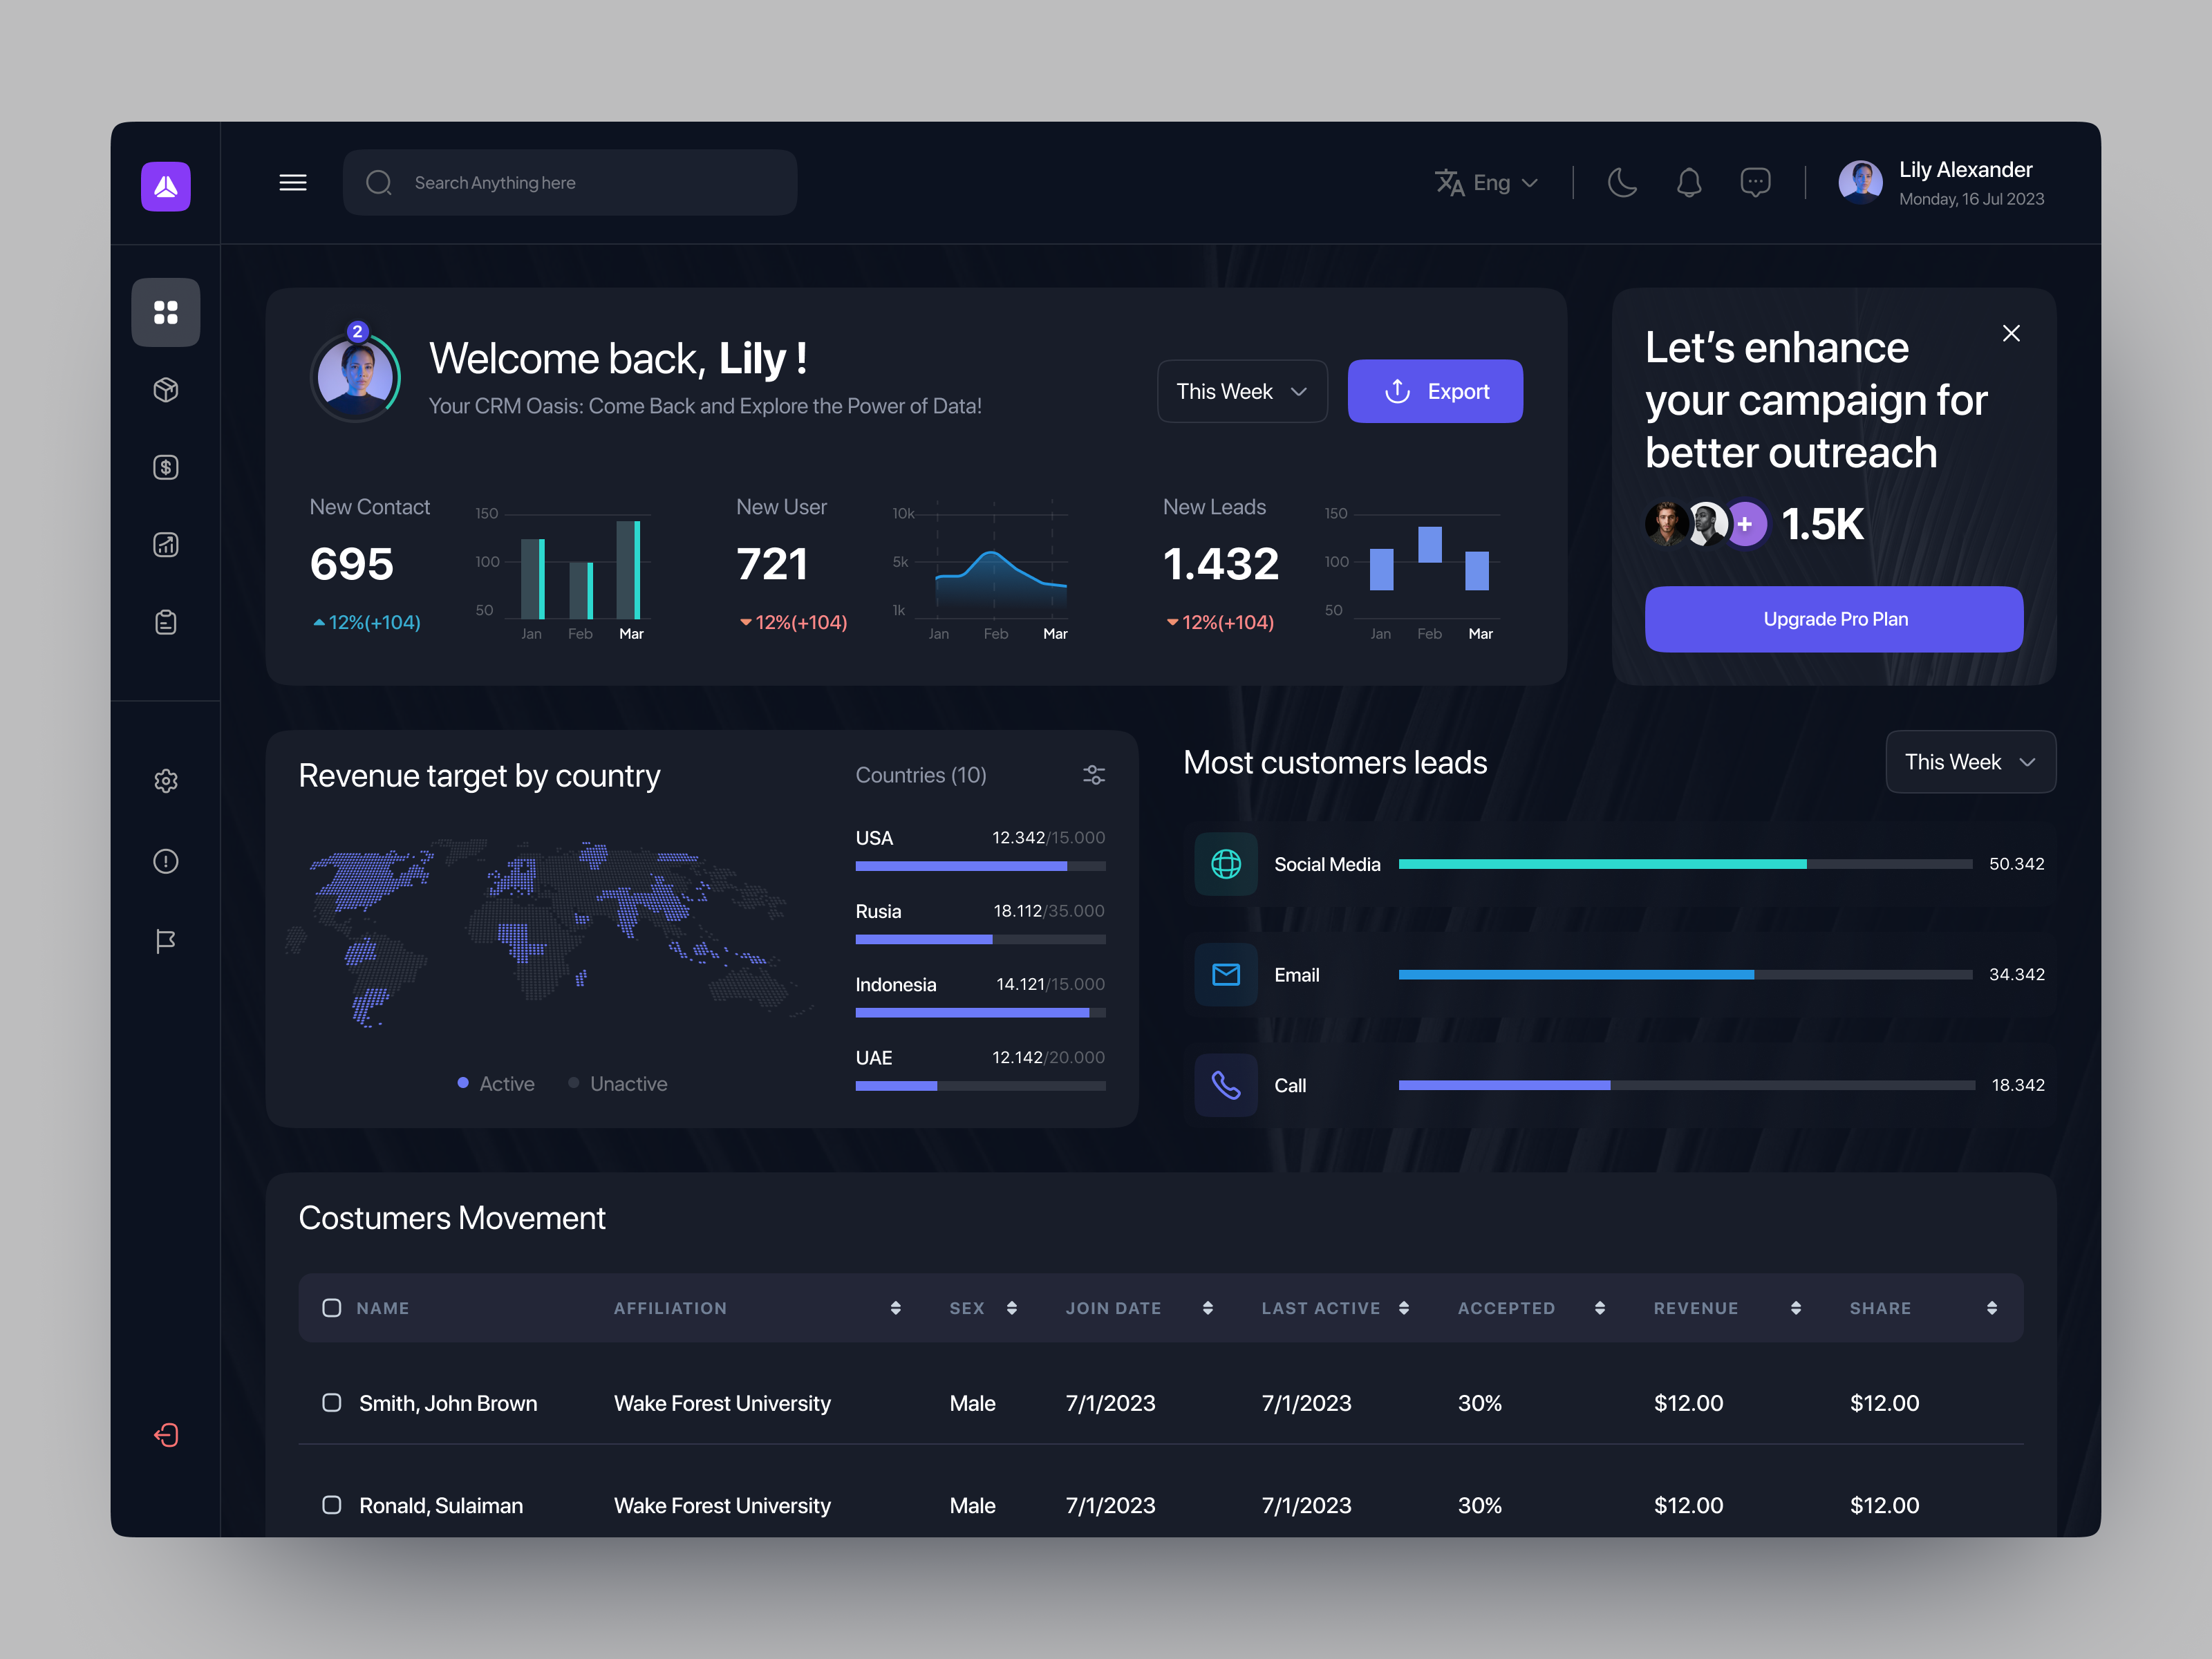 Search Anything here
Eng
Lily Alexander
Monday, 16 Jul 2023
2
Welcome back, Lily !
Your CRM Oasis: Come Back and Explore the Power of Data!
This Week
Export
New Contact
695
12%(+104)
150
100
50
Jan Feb Mar
New User
721
12%(+104)
10k
5k
1k
Jan Feb Mar
New Leads
1.432
12%(+104)
150
100
50
Jan Feb Mar
Let's enhance
your campaign for
better outreach
+ 1.5K
Upgrade Pro Plan
Revenue target by country
Active
Unactive
Countries (10)
USA 12.342/15.000
Rusia 18.112/35.000
Indonesia 14.121/15.000
UAE 12.142/20.000
Most customers leads
This Week
Social Media 50.342
Email 34.342
Call 18.342
Costumers Movement
NAME AFFILIATION SEX JOIN DATE LAST ACTIVE ACCEPTED REVENUE SHARE
Smith, John Brown Wake Forest University Male 7/1/2023 7/1/2023 30% $12.00 $12.00
Ronald, Sulaiman Wake Forest University Male 7/1/2023 7/1/2023 30% $12.00 $12.00